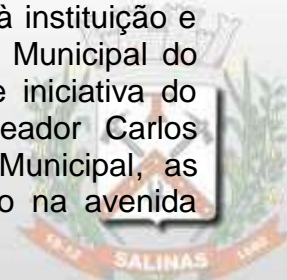 à instituição e
Municipal do
e iniciativa do
eador Carlos
Municipal, as
o na avenida
SALINAS